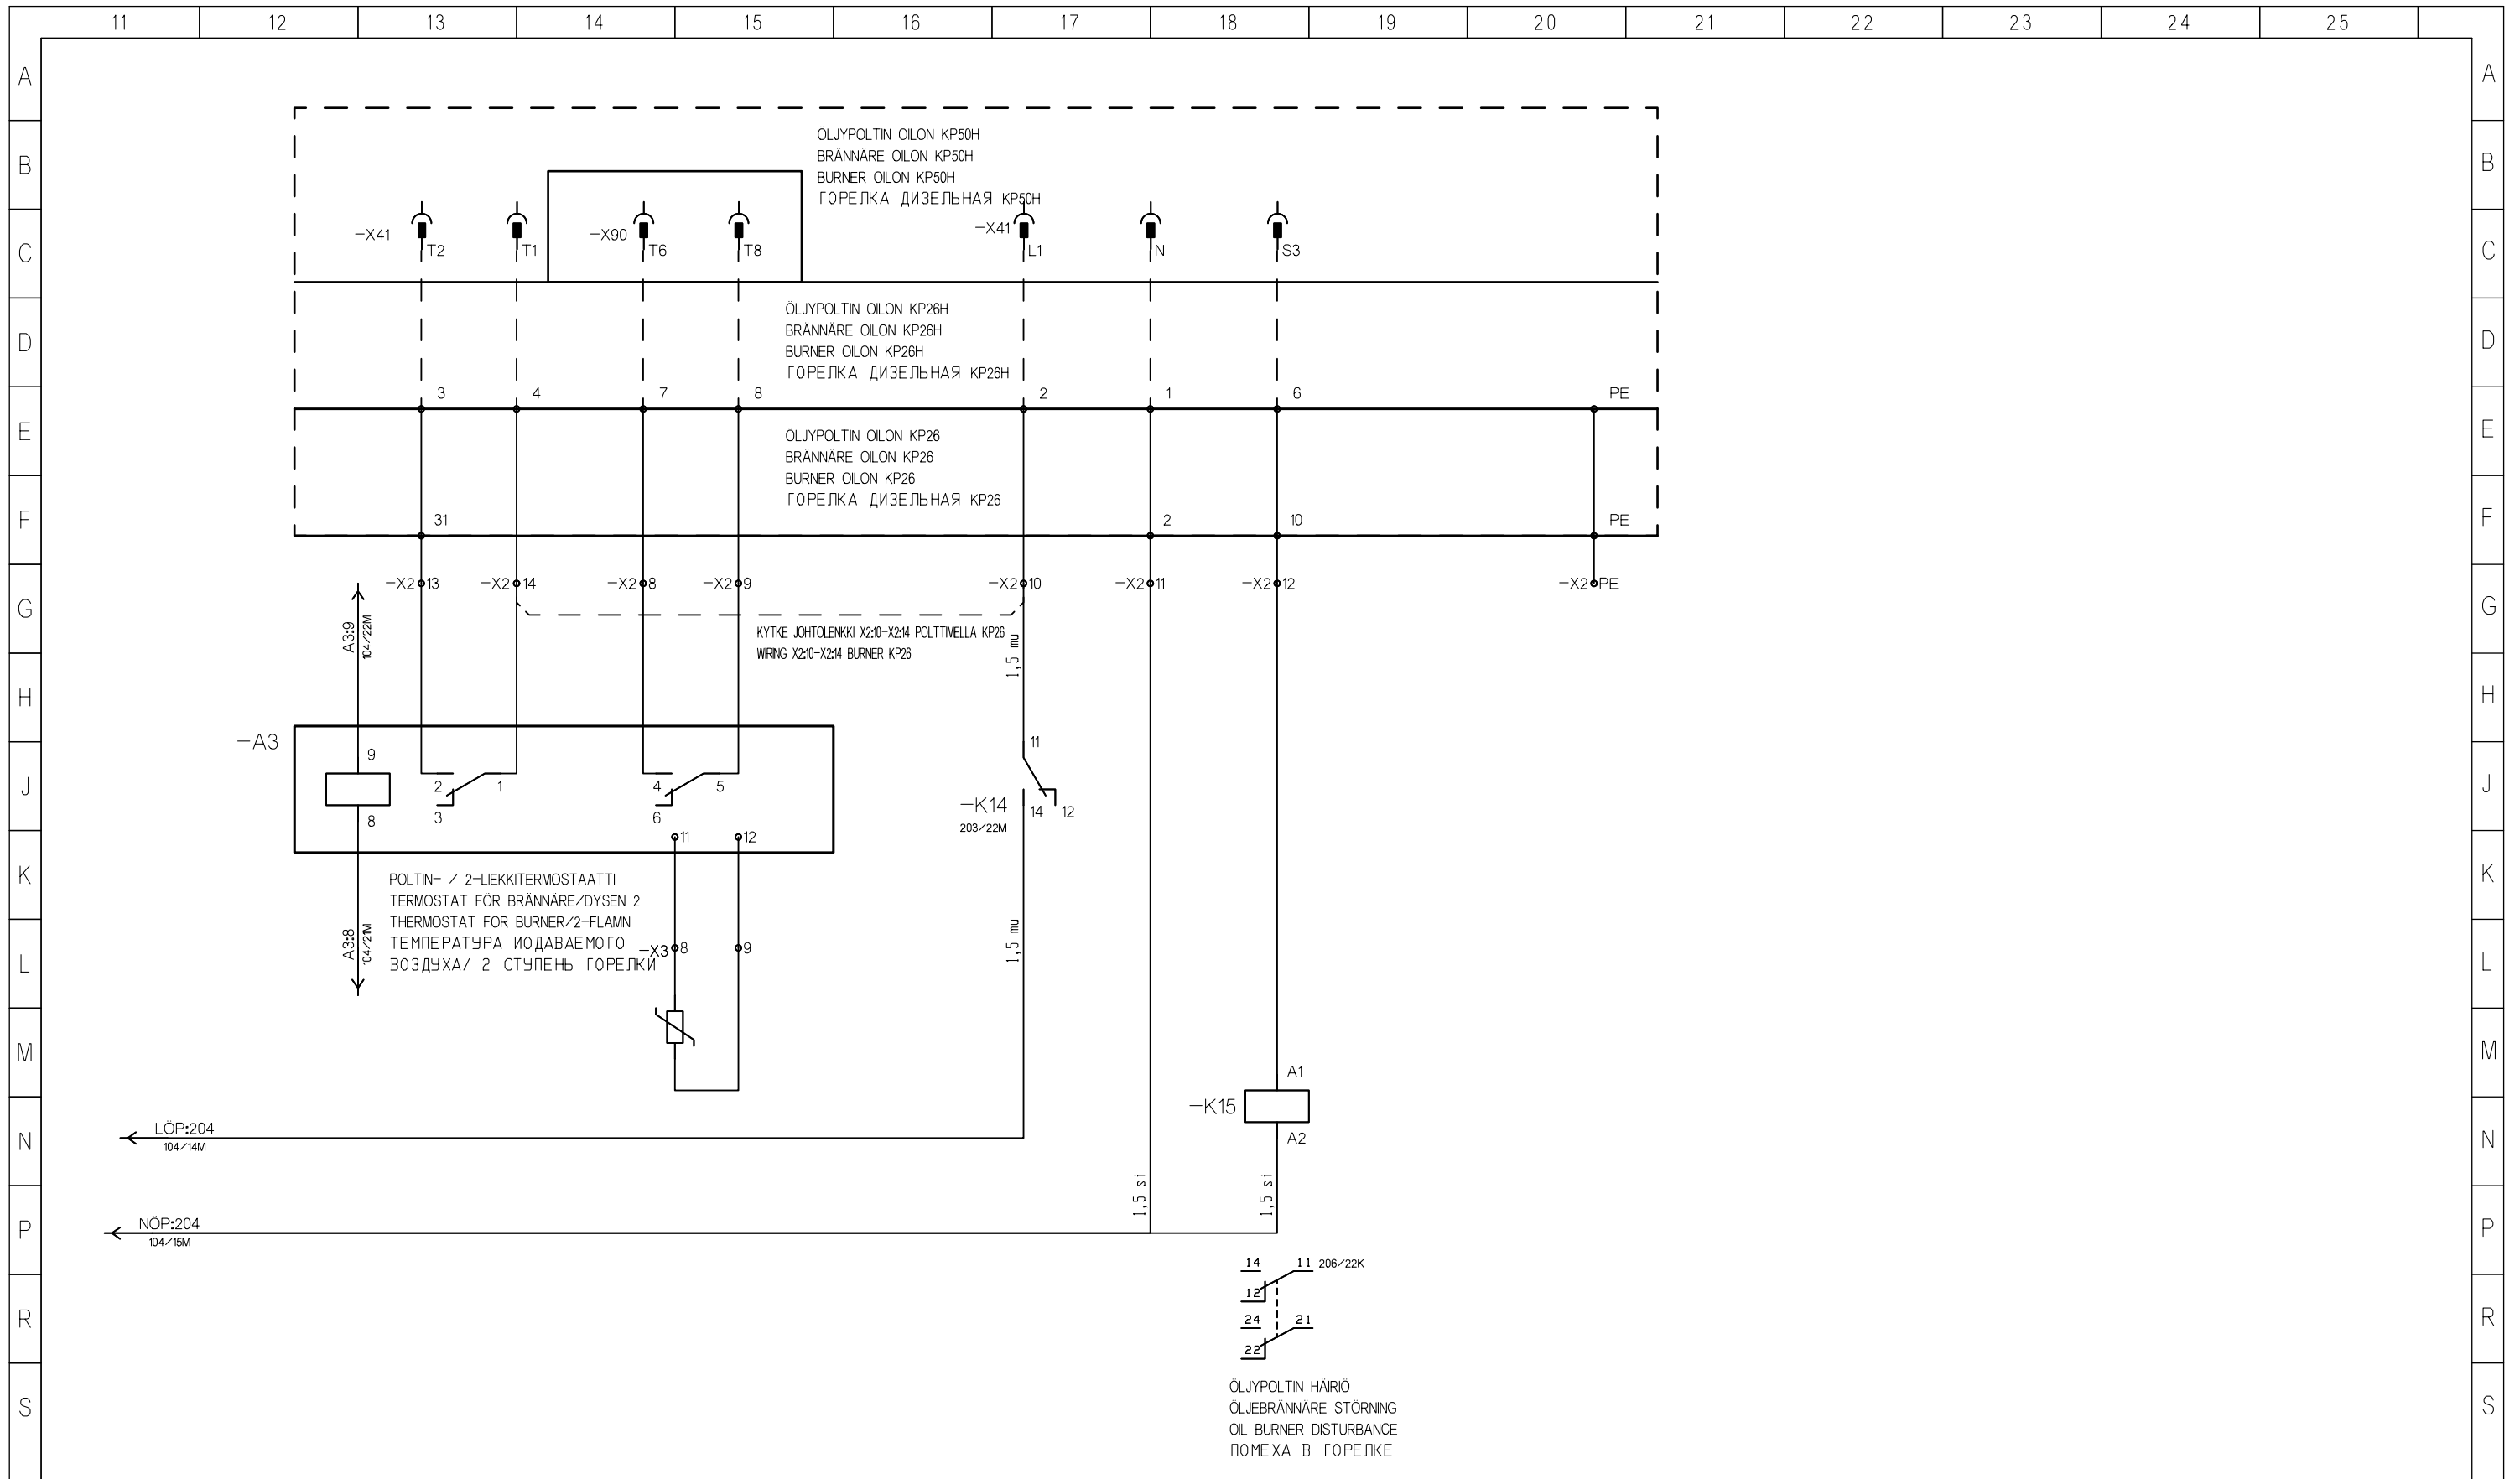 11 12 13 14 15 16 17 18 19 20 21 22 23 24 25
A A
ÖLJYPOLTIN OILON KP50H
BRÄNNÄRE OILON KP50H
BURNER OILON KP50H
ГОРЕЛКА ДИЗЕЛЬНАЯ KP50H
B B
-X41 T2 T1 -X90 T6 T8 -X41 L1 N S3
C C
ÖLJYPOLTIN OILON KP26H
BRÄNNÄRE OILON KP26H
BURNER OILON KP26H
ГОРЕЛКА ДИЗЕЛЬНАЯ KP26H
D D
3 4 7 8 2 1 6 PE
ÖLJYPOLTIN OILON KP26
BRÄNNÄRE OILON KP26
BURNER OILON KP26
ГОРЕЛКА ДИЗЕЛЬНАЯ KP26
E E
31 2 10 PE
F F
-X2 13 -X2 14 -X2 8 -X2 9 -X2 10 -X2 11 -X2 12 -X2 PE
G G
A3:9
104/22M
KYTKE JOHTOLENKKI X2:10-X2:14 POLTTIMELLA KP26
WIRING X2:10-X2:14 BURNER KP26
1,5 mu
H H
-A3
9 11
2 1 4 5
J J
-K14 14 12
203/22M
8 3 6
11 12
K K
POLTIN- / 2-LIEKKITERMOSTAATTI
TERMOSTAT FÖR BRÄNNÄRE/DYSEN 2
THERMOSTAT FOR BURNER/2-FLAMN
ТЕМПЕРАТУРА ИОДАВАЕМОГО
ВОЗДУХА/ 2 СТУПЕНЬ ГОРЕЛКИ
A3:8
104/21M
-X3 8 9
1,5 mu
L L
M M
A1
-K15
A2
LÖP:204
104/14M
N N
1,5 si 1,5 si
NÖP:204
104/15M
P P
14 11 206/22K
12
R R
24 21
22
ÖLJYPOLTIN HÄIRIÖ
ÖLJEBRÄNNÄRE STÖRNING
OIL BURNER DISTURBANCE
ПОМЕХА В ГОРЕЛКЕ
S S